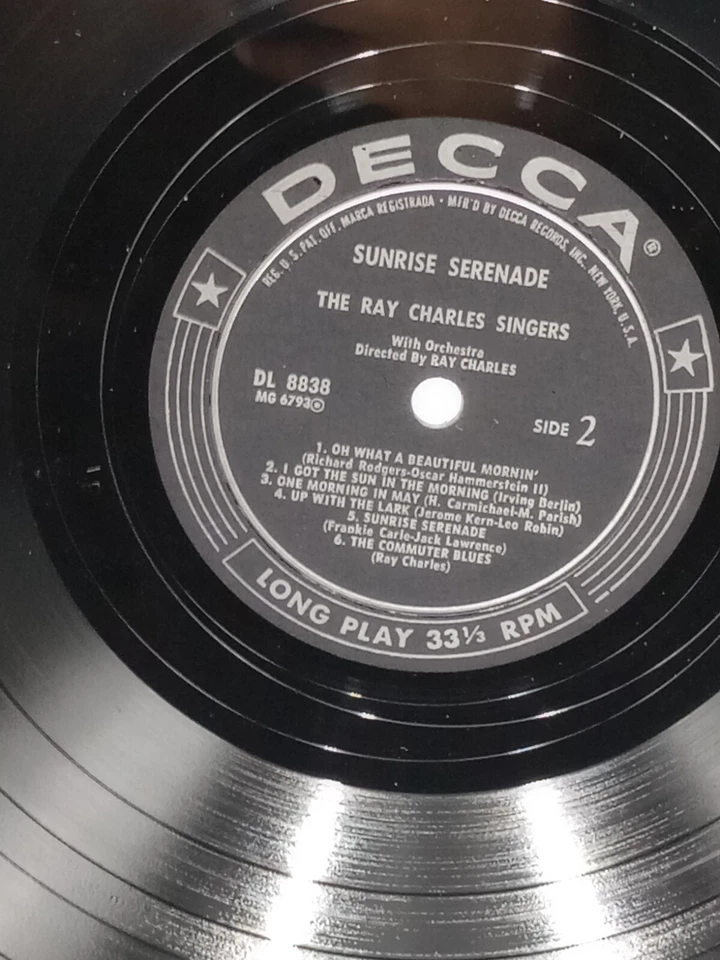 DECCA®
REG. U.S. PAT. OFF. MARCA REGISTRADA • MFR'D BY DECCA RECORDS, INC. NEW YORK, U.S.A.
SUNRISE SERENADE
THE RAY CHARLES SINGERS
With Orchestra
Directed By RAY CHARLES
DL 8838
MG 6793
SIDE 2
1. OH WHAT A BEAUTIFUL MORNIN'
(Richard Rodgers-Oscar Hammerstein II)
2. I GOT THE SUN IN THE MORNING (Irving Berlin)
3. ONE MORNING IN MAY (H. Carmichael-M. Parish)
4. UP WITH THE LARK (Jerome Kern-Leo Robin)
5. SUNRISE SERENADE
(Frankie Carle-Jack Lawrence)
6. THE COMMUTER BLUES
(Ray Charles)
LONG PLAY 33⅓ RPM